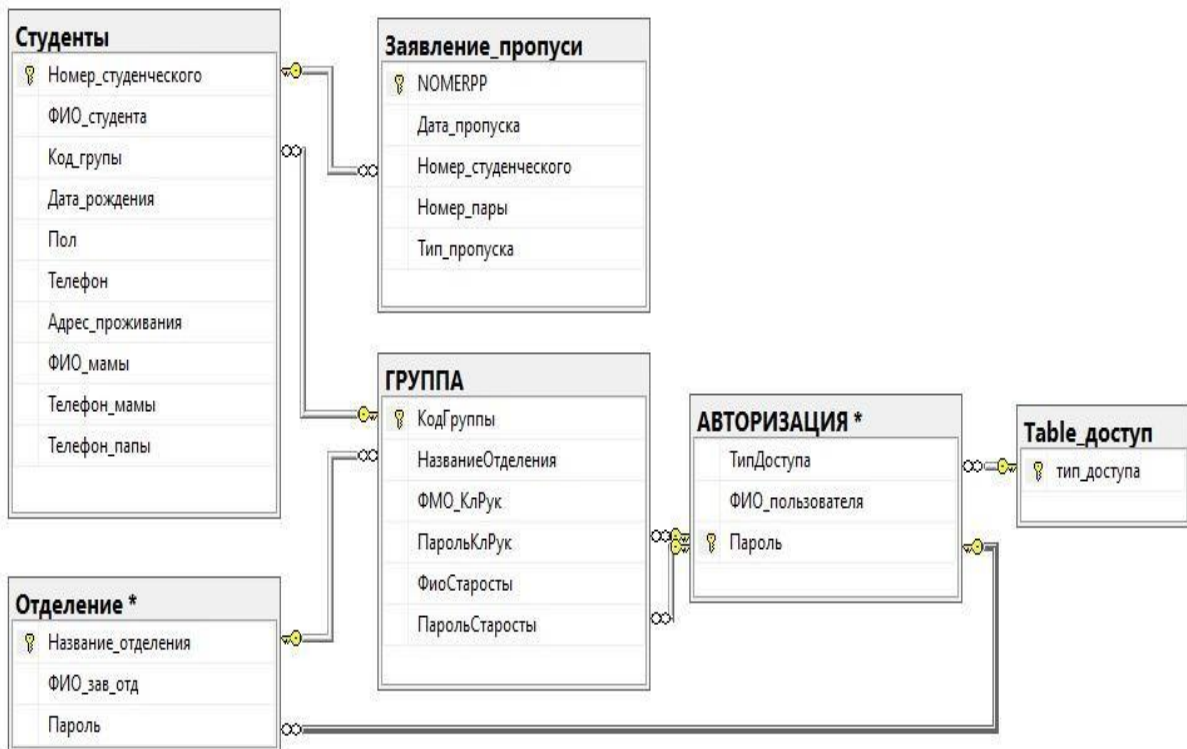 Студенты
Номер_студенческого
ФИО_студента
Код_групы
Дата_рождения
Пол
Телефон
Адрес_проживания
ФИО_мамы
Телефон_мамы
Телефон_папы
Заявление_пропуси
NOMERPP
Дата_пропуска
Номер_студенческого
Номер_пары
Тип_пропуска
ГРУППА
КодГруппы
НазваниеОтделения
ФМО_КлРук
ПарольКлРук
ФиоСтаросты
ПарольСтаросты
АВТОРИЗАЦИЯ *
ТипДоступа
ФИО_пользователя
Пароль
Table_доступ
тип_доступа
Отделение *
Название_отделения
ФИО_зав_отд
Пароль